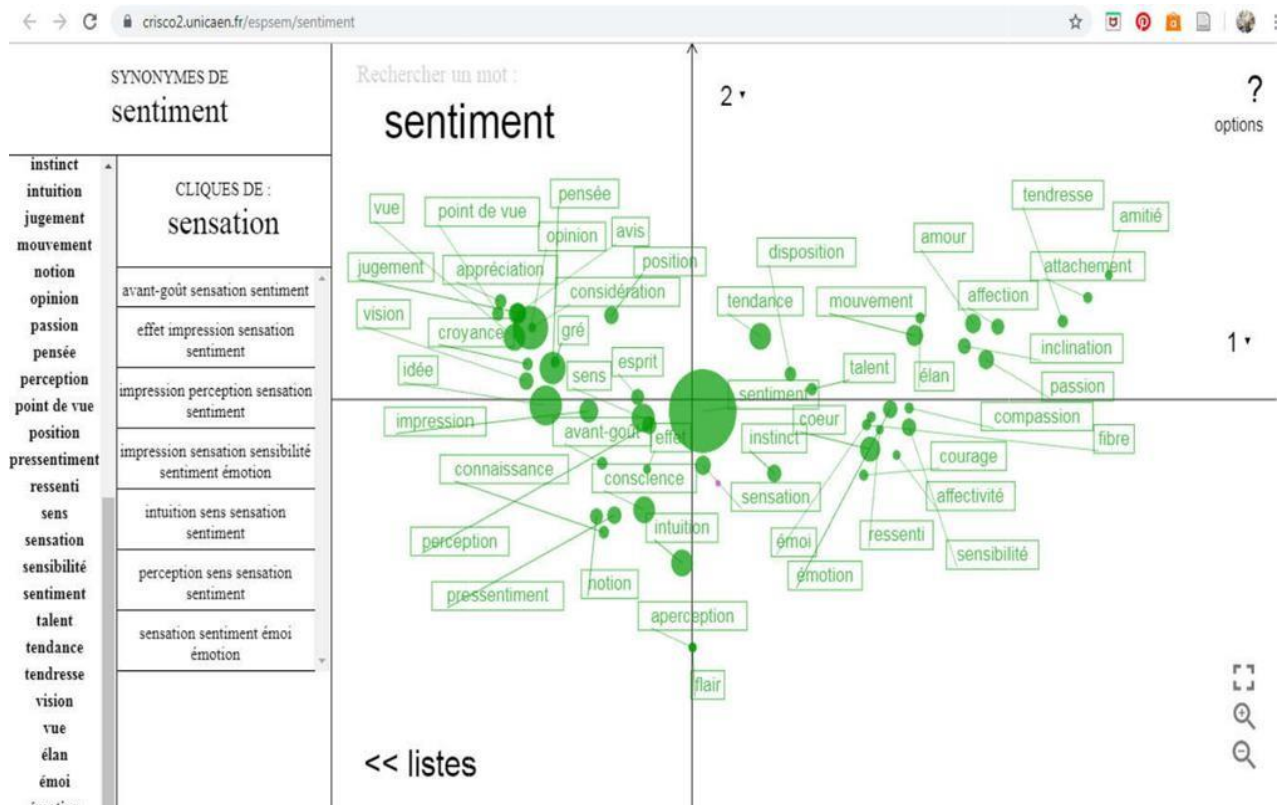 crisco2.unicaen.fr/espsem/sentiment
SYNONYMES DE
sentiment
instinct
intuition
jugement
mouvement
notion
opinion
passion
pensée
perception
point de vue
position
pressentiment
ressenti
sens
sensation
sensibilité
sentiment
talent
tendance
tendresse
vision
vue
élan
émoi
CLIQUES DE :
sensation
avant-goût sensation sentiment
effet impression sensation
sentiment
impression perception sensation
sentiment
impression sensation sensibilité
sentiment émotion
intuition sens sensation
sentiment
perception sens sensation
sentiment
sensation sentiment émoi
émotion
Rechercher un mot :
sentiment
2
?
options
1
pensée
vue
point de vue
opinion
avis
jugement
appréciation
position
considération
vision
croyance
gré
idée
sens
esprit
impression
avant-goût
effet
connaissance
conscience
intuition
perception
pressentiment
notion
aperception
flair
tendresse
amitié
amour
disposition
attachement
tendance
mouvement
affection
inclination
talent
élan
passion
sentiment
coeur
compassion
instinct
fibre
courage
sensation
affectivité
émoi
ressenti
sensibilité
émotion
<< listes